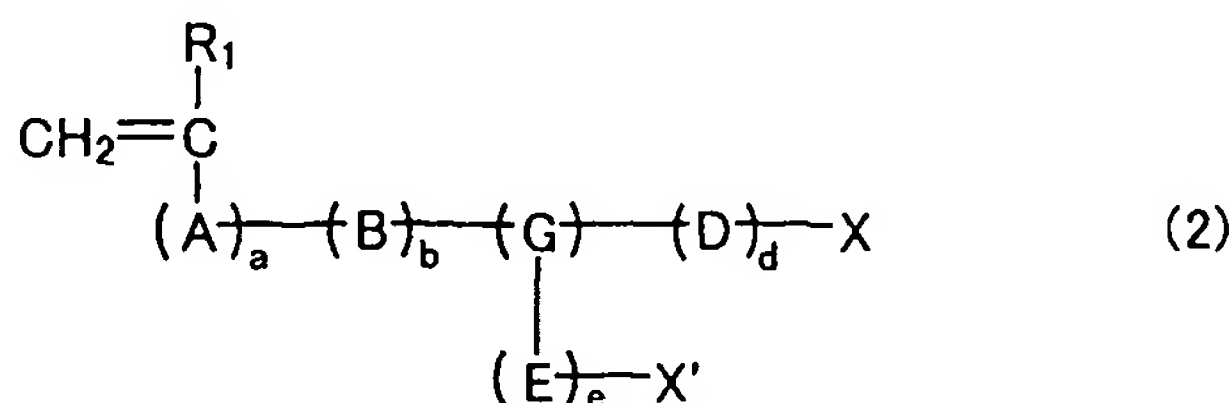 R₁
CH₂=C
(A)ₐ—(B)b—(G)—(D)d—X (2)
(E)ₑ—X'